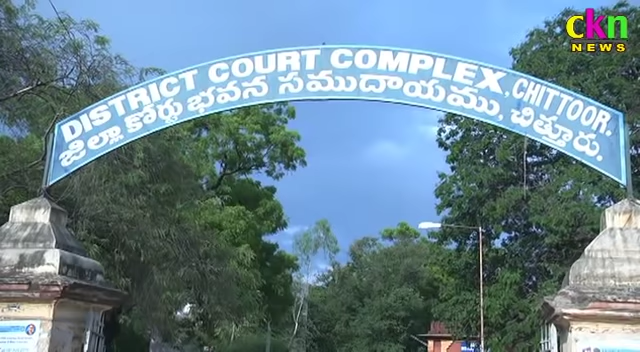 ckn
NEWS
DISTRICT COURT COMPLEX, CHITTOOR.
జిల్లా కోర్టు భవన సముదాయము, చిత్తూరు.